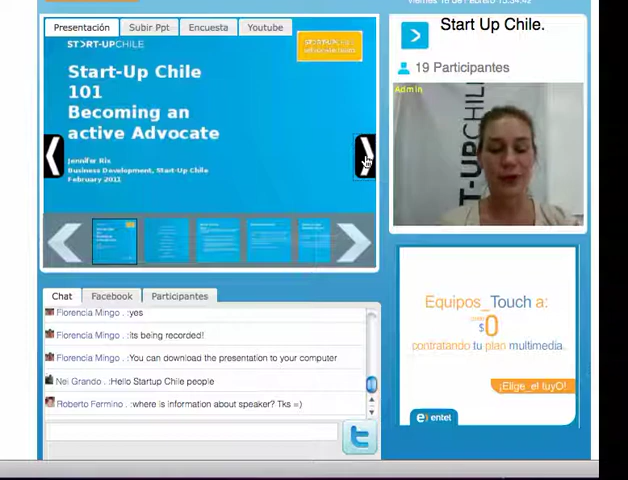 Start Up Chile.
Presentación
Subir Ppt
Encuesta
Youtube
START-UPCHILE
Start-Up Chile
101
Becoming an
active Advocate
Jennifer Rix
Business Development, Start-Up Chile
February 2011
19 Participantes
Admin
T-UPCHIL
Chat
Facebook
Participantes
Florencia Mingo . :yes
Florencia Mingo . :Its being recorded!
Florencia Mingo . :You can download the presentation to your computer
Nei Grando . :Hello Startup Chile people
Roberto Fermino . :where is information about speaker? Tks =)
Equipos_Touch a:
$0
contratando tu plan multimedia.
¡Elige_el tuyO!
entel